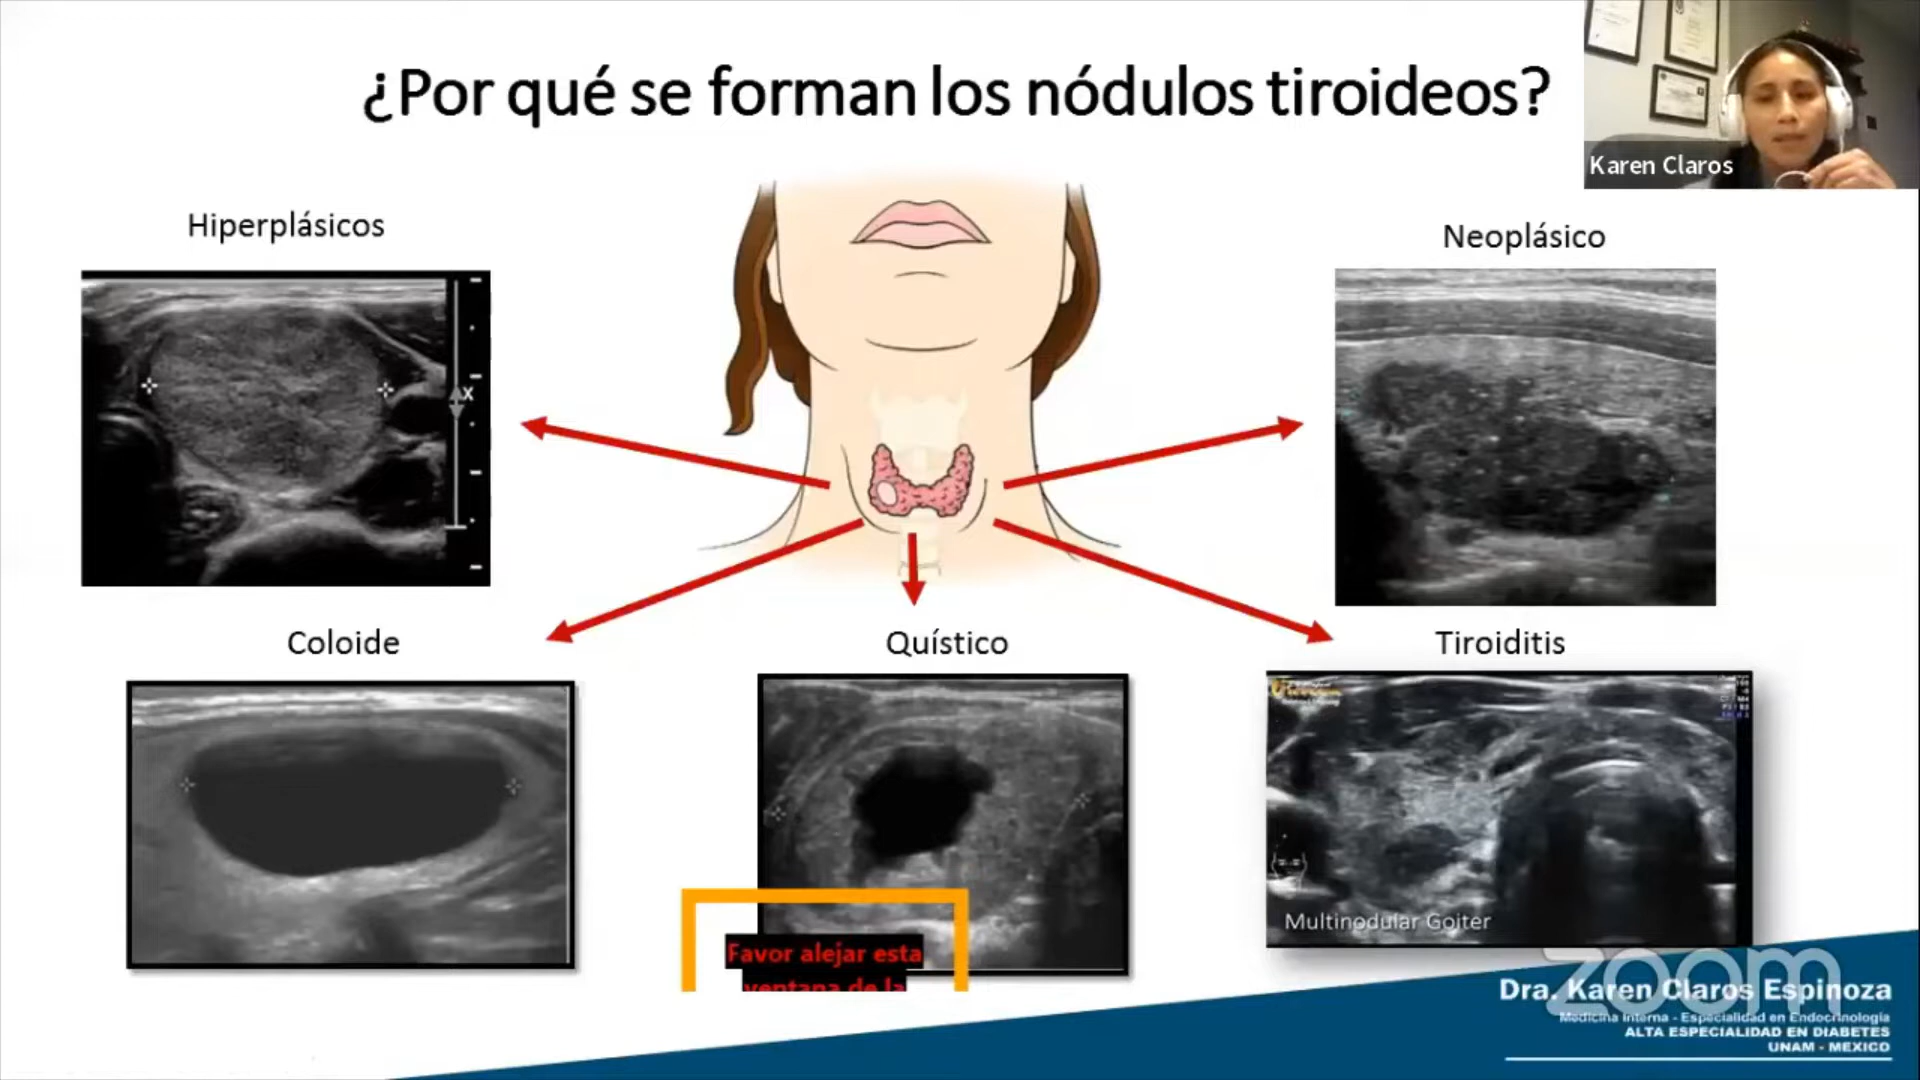 ¿Por qué se forman los nódulos tiroideos?
Karen Claros
Hiperplásicos
Neoplásico
x
Coloide
Quístico
Tiroiditis
Multinodular Goiter
Favor alejar esta
ventana de la
zoom
Dra. Karen Claros Espinoza
Medicina Interna - Especialidad en Endocrinología
ALTA ESPECIALIDAD EN DIABETES
UNAM - MEXICO